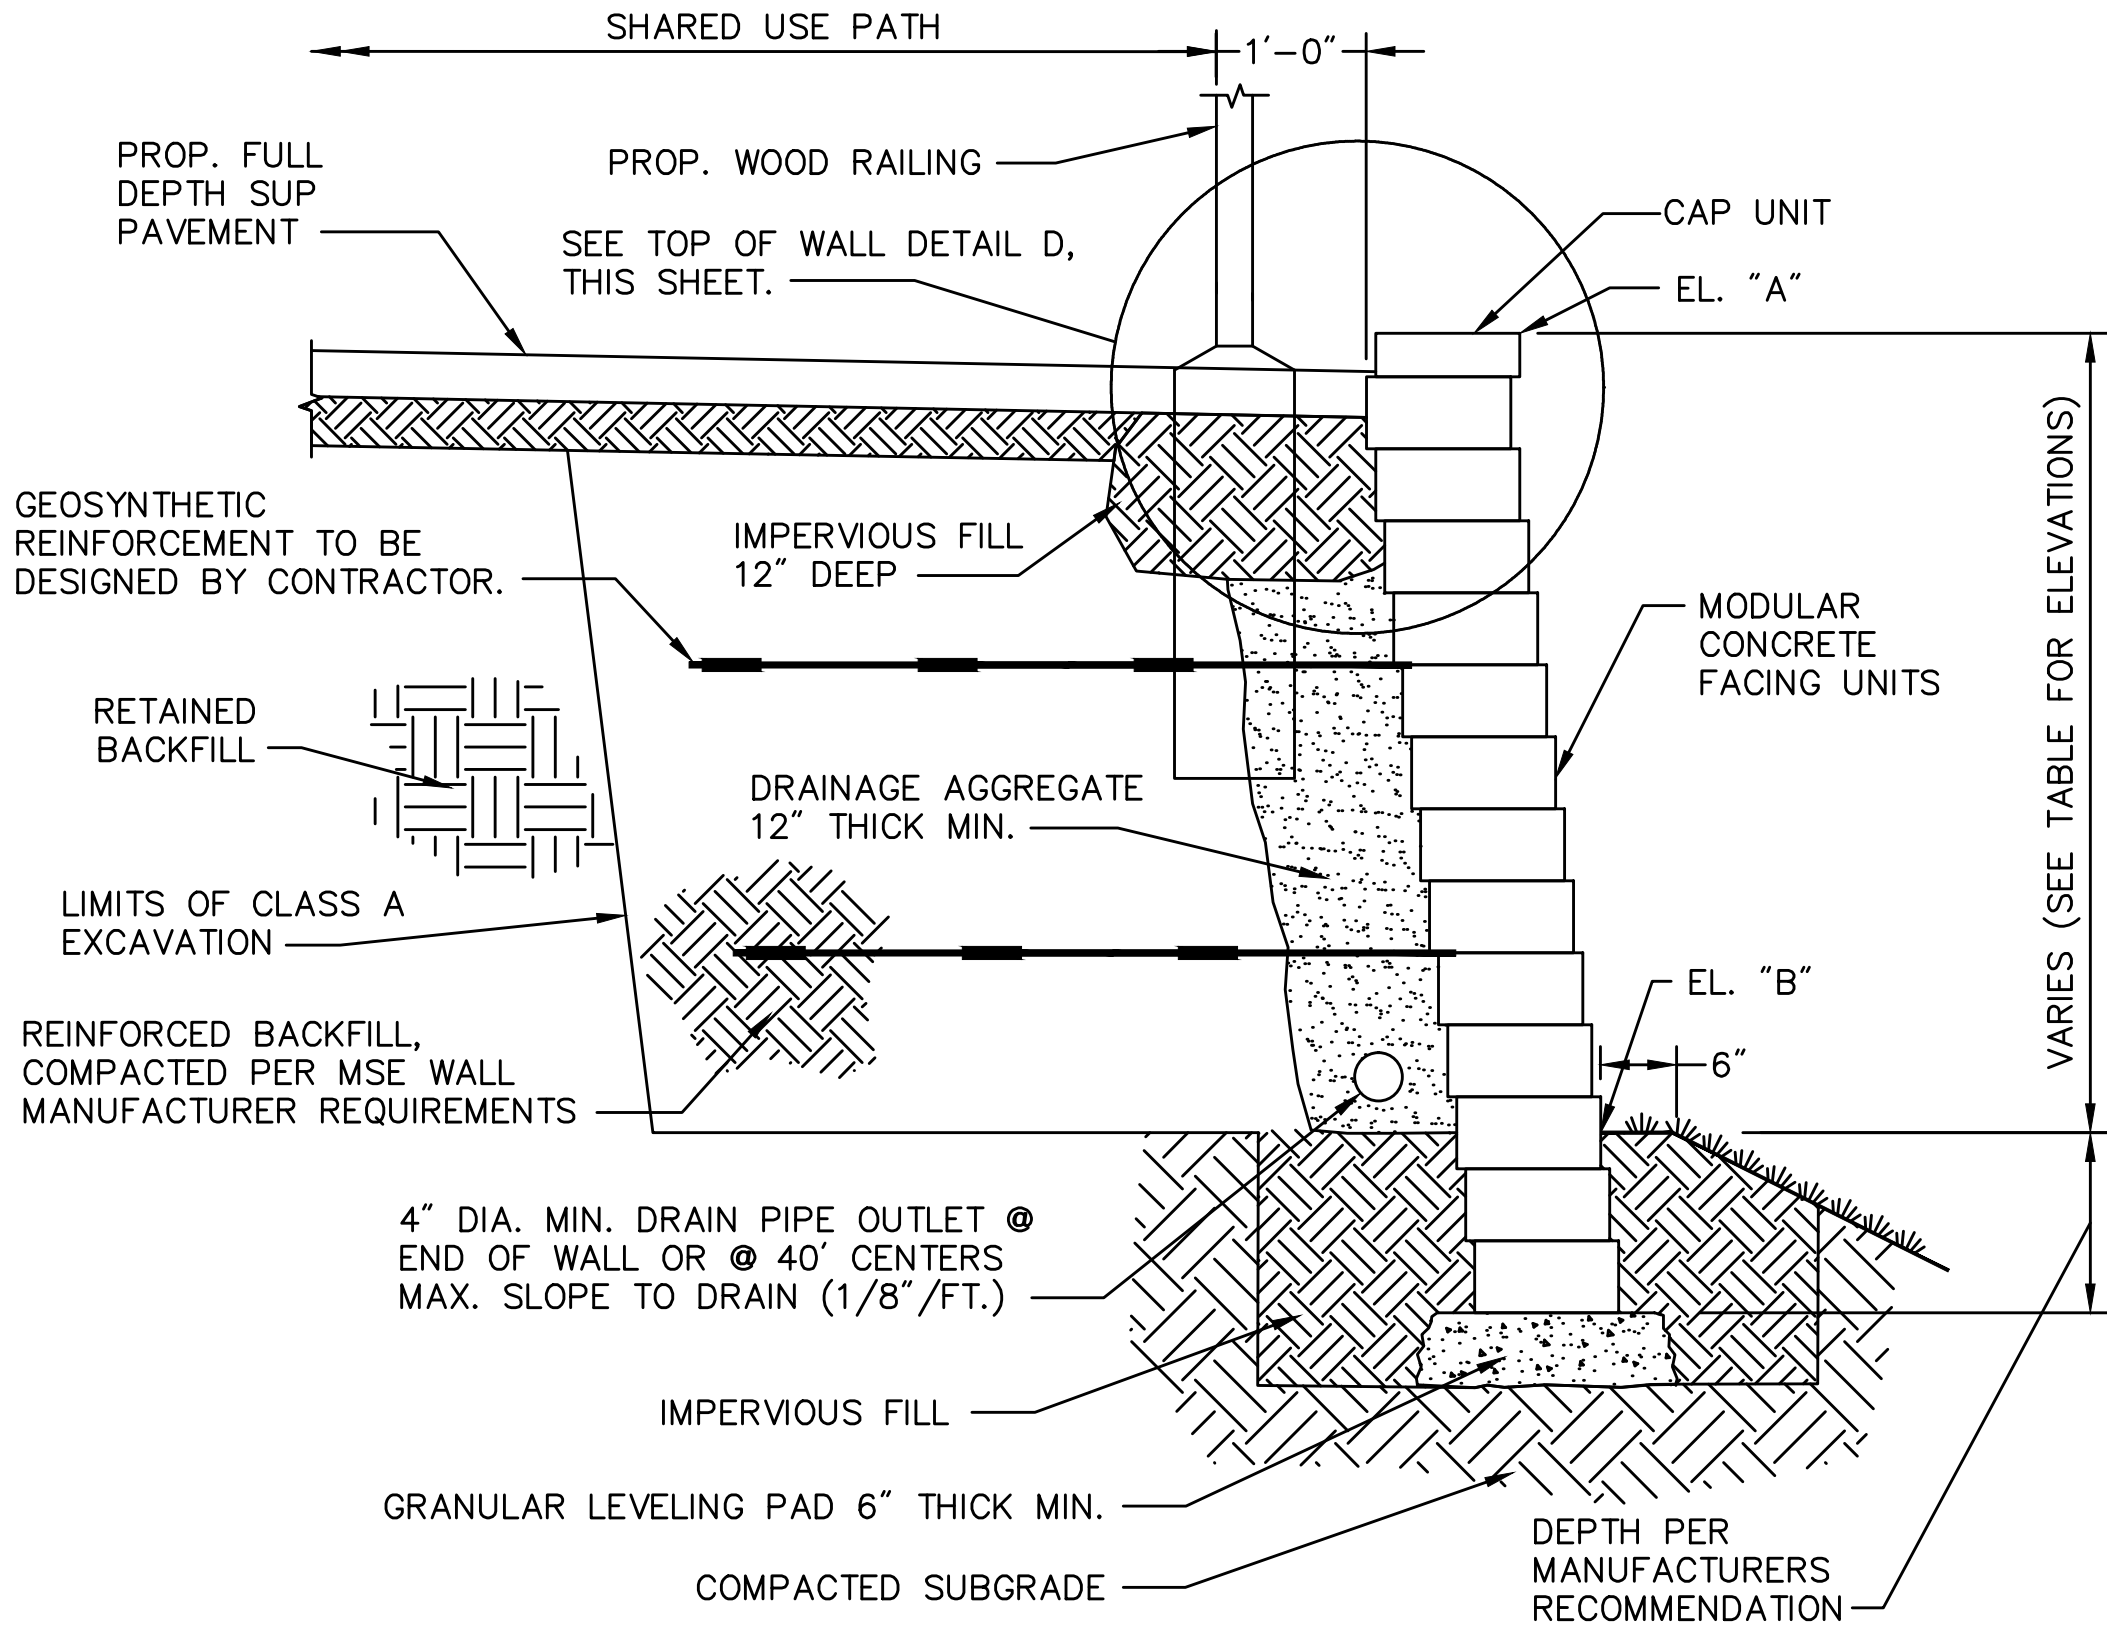 SHARED USE PATH
1'-0"
PROP. FULL
DEPTH SUP
PAVEMENT
PROP. WOOD RAILING
SEE TOP OF WALL DETAIL D,
THIS SHEET.
CAP UNIT
EL. "A"
GEOSYNTHETIC
REINFORCEMENT TO BE
DESIGNED BY CONTRACTOR.
IMPERVIOUS FILL
12" DEEP
MODULAR
CONCRETE
FACING UNITS
VARIES (SEE TABLE FOR ELEVATIONS)
RETAINED
BACKFILL
DRAINAGE AGGREGATE
12" THICK MIN.
LIMITS OF CLASS A
EXCAVATION
EL. "B"
6"
REINFORCED BACKFILL,
COMPACTED PER MSE WALL
MANUFACTURER REQUIREMENTS
4" DIA. MIN. DRAIN PIPE OUTLET @
END OF WALL OR @ 40' CENTERS
MAX. SLOPE TO DRAIN (1/8"/FT.)
IMPERVIOUS FILL
GRANULAR LEVELING PAD 6" THICK MIN.
COMPACTED SUBGRADE
DEPTH PER
MANUFACTURERS
RECOMMENDATION